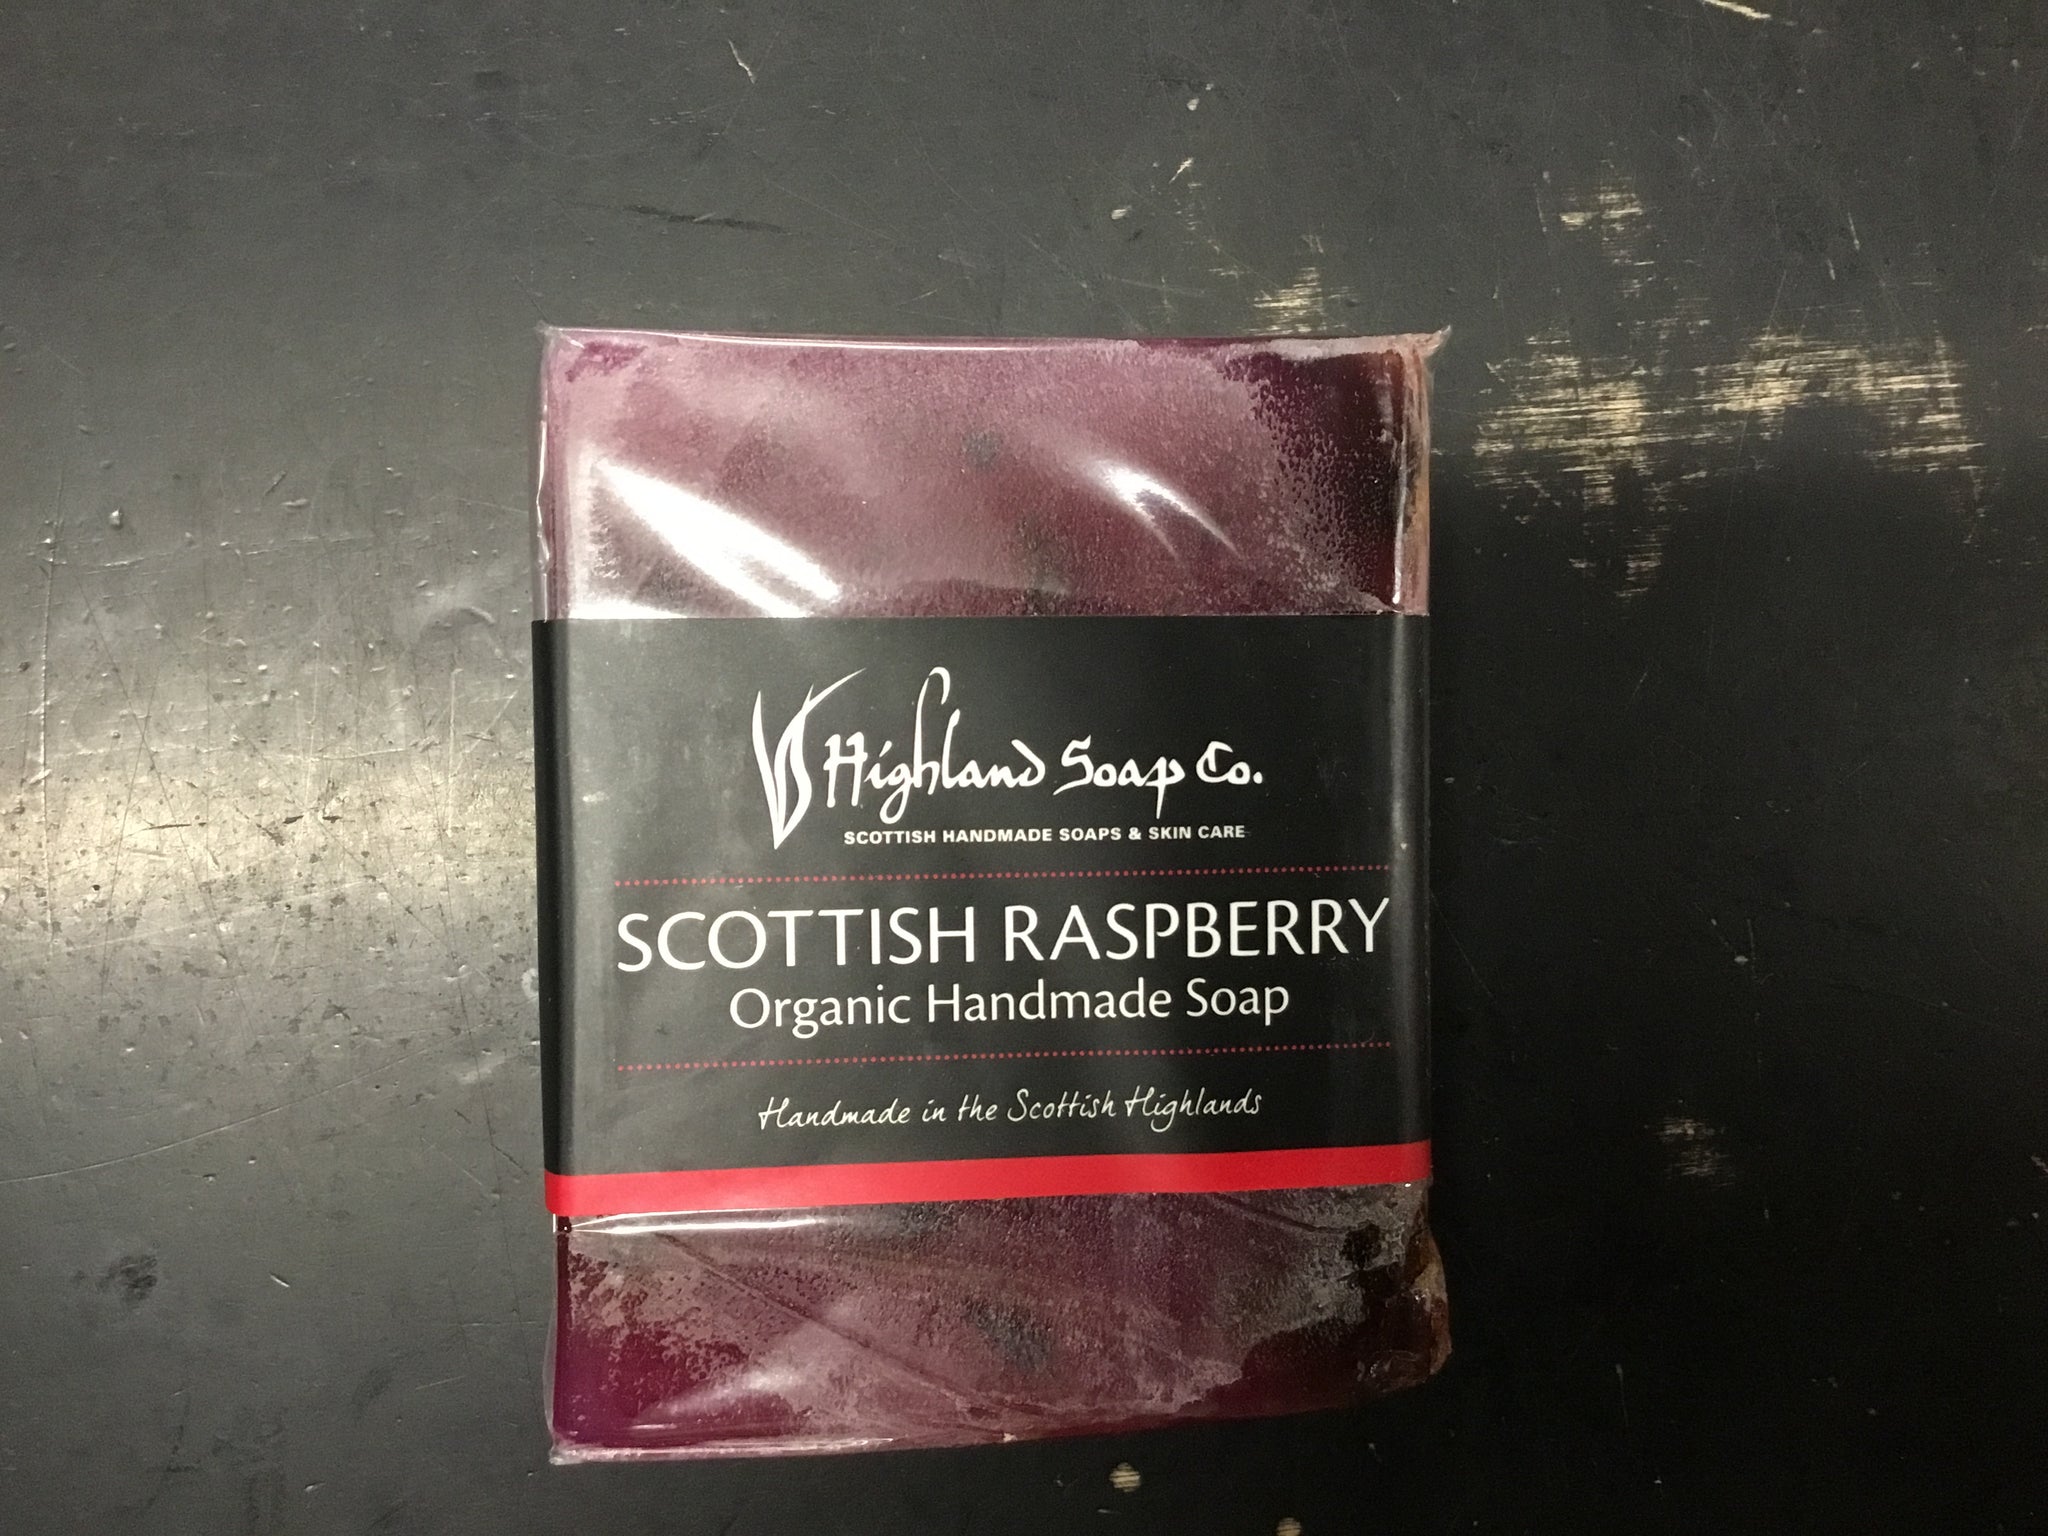 Highland Soap Co.
SCOTTISH HANDMADE SOAPS & SKIN CARE
SCOTTISH RASPBERRY
Organic Handmade Soap
Handmade in the Scottish Highlands